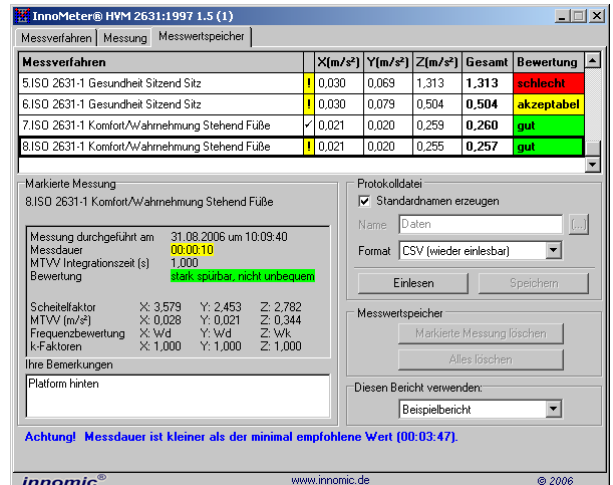 InnoMeter® HVM 2631:1997 1.5 (1)
Messverfahren Messung Messwertspeicher
Messverfahren X(m/s²) Y(m/s²) Z(m/s²) Gesamt Bewertung
5.ISO 2631-1 Gesundheit Sitzend Sitz ! 0,030 0,069 1,313 1,313 schlecht
6.ISO 2631-1 Gesundheit Sitzend Sitz ! 0,030 0,079 0,504 0,504 akzeptabel
7.ISO 2631-1 Komfort/Wahrnehmung Stehend Füße ✓ 0,021 0,020 0,259 0,260 gut
8.ISO 2631-1 Komfort/Wahrnehmung Stehend Füße ! 0,021 0,020 0,255 0,257 gut
Markierte Messung
8.ISO 2631-1 Komfort/Wahrnehmung Stehend Füße
Messung durchgeführt am 31.08.2006 um 10:09:40
Messdauer 00:00:10
MTVV Integrationszeit (s) 1,000
Bewertung stark spürbar, nicht unbequem
Scheitelfaktor X: 3,579 Y: 2,453 Z: 2,782
MTVV (m/s²) X: 0,028 Y: 0,021 Z: 0,344
Frequenzbewertung X: Wd Y: Wd Z: Wk
k-Faktoren X: 1,000 Y: 1,000 Z: 1,000
Ihre Bemerkungen
Platform hinten
Protokolldatei
Standardnamen erzeugen
Name Daten (...)
Format CSV (wieder einlesbar)
Einlesen Speichern
Messwertspeicher
Markierte Messung löschen
Alles löschen
Diesen Bericht verwenden:
Beispielbericht
Achtung! Messdauer ist kleiner als der minimal empfohlene Wert (00:03:47).
innomic® www.innomic.de © 2006